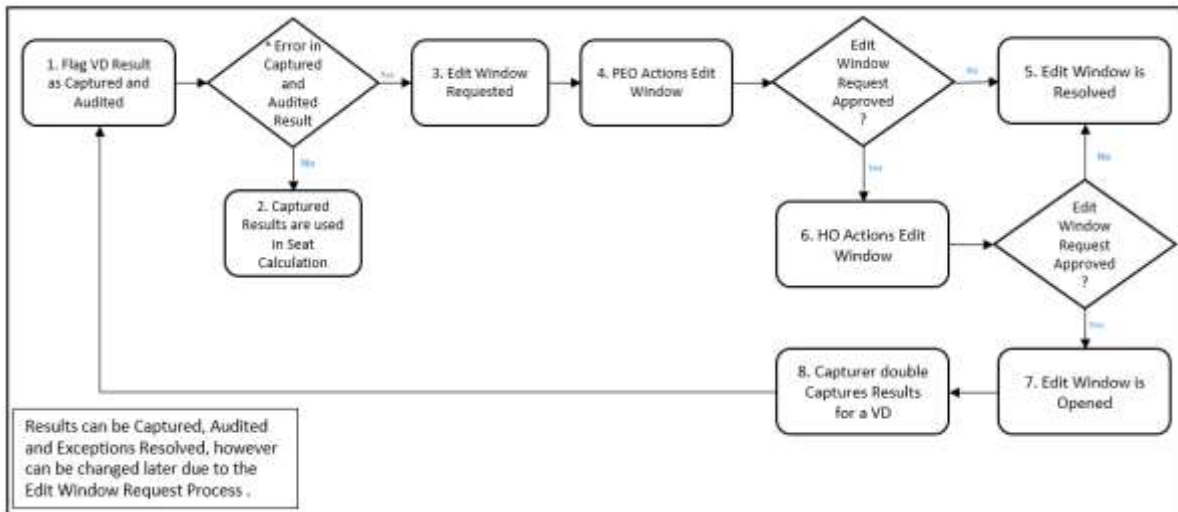 1. Flag VD Result
as Captured and
Audited
* Error in
Captured
and
Audited
Result
Yes
No
2. Captured
Results are used
in Seat
Calculation
3. Edit Window
Requested
4. PEO Actions Edit
Window
Edit
Window
Request
Approved
?
No
Yes
5. Edit Window is
Resolved
6. HO Actions Edit
Window
Edit
Window
Request
Approved
?
No
Yes
7. Edit Window is
Opened
8. Capturer double
Captures Results
for a VD
Results can be Captured, Audited
and Exceptions Resolved, however
can be changed later due to the
Edit Window Request Process .